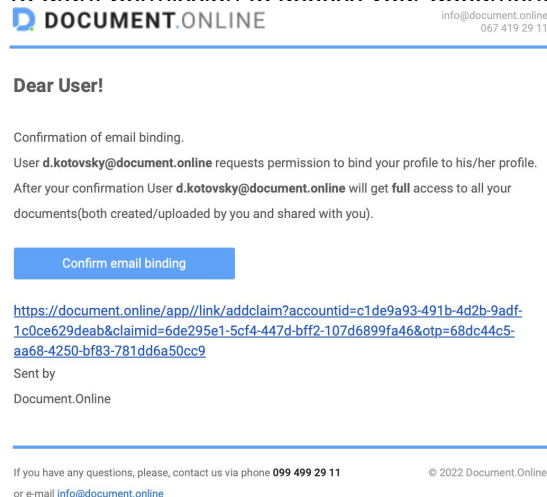 DOCUMENT.ONLINE
info@document.online
067 419 29 11
Dear User!
Confirmation of email binding.
User d.kotovsky@document.online requests permission to bind your profile to his/her profile.
After your confirmation User d.kotovsky@document.online will get full access to all your
documents(both created/uploaded by you and shared with you).
Confirm email binding
https://document.online/app//link/addclaim?accountid=c1de9a93-491b-4d2b-9adf-
1c0ce629deab&claimid=6de295e1-5cf4-447d-bff2-107d6899fa46&otp=68dc44c5-
aa68-4250-bf83-781dd6a50cc9
Sent by
Document.Online
If you have any questions, please, contact us via phone 099 499 29 11
or e-mail info@document.online
© 2022 Document.Online